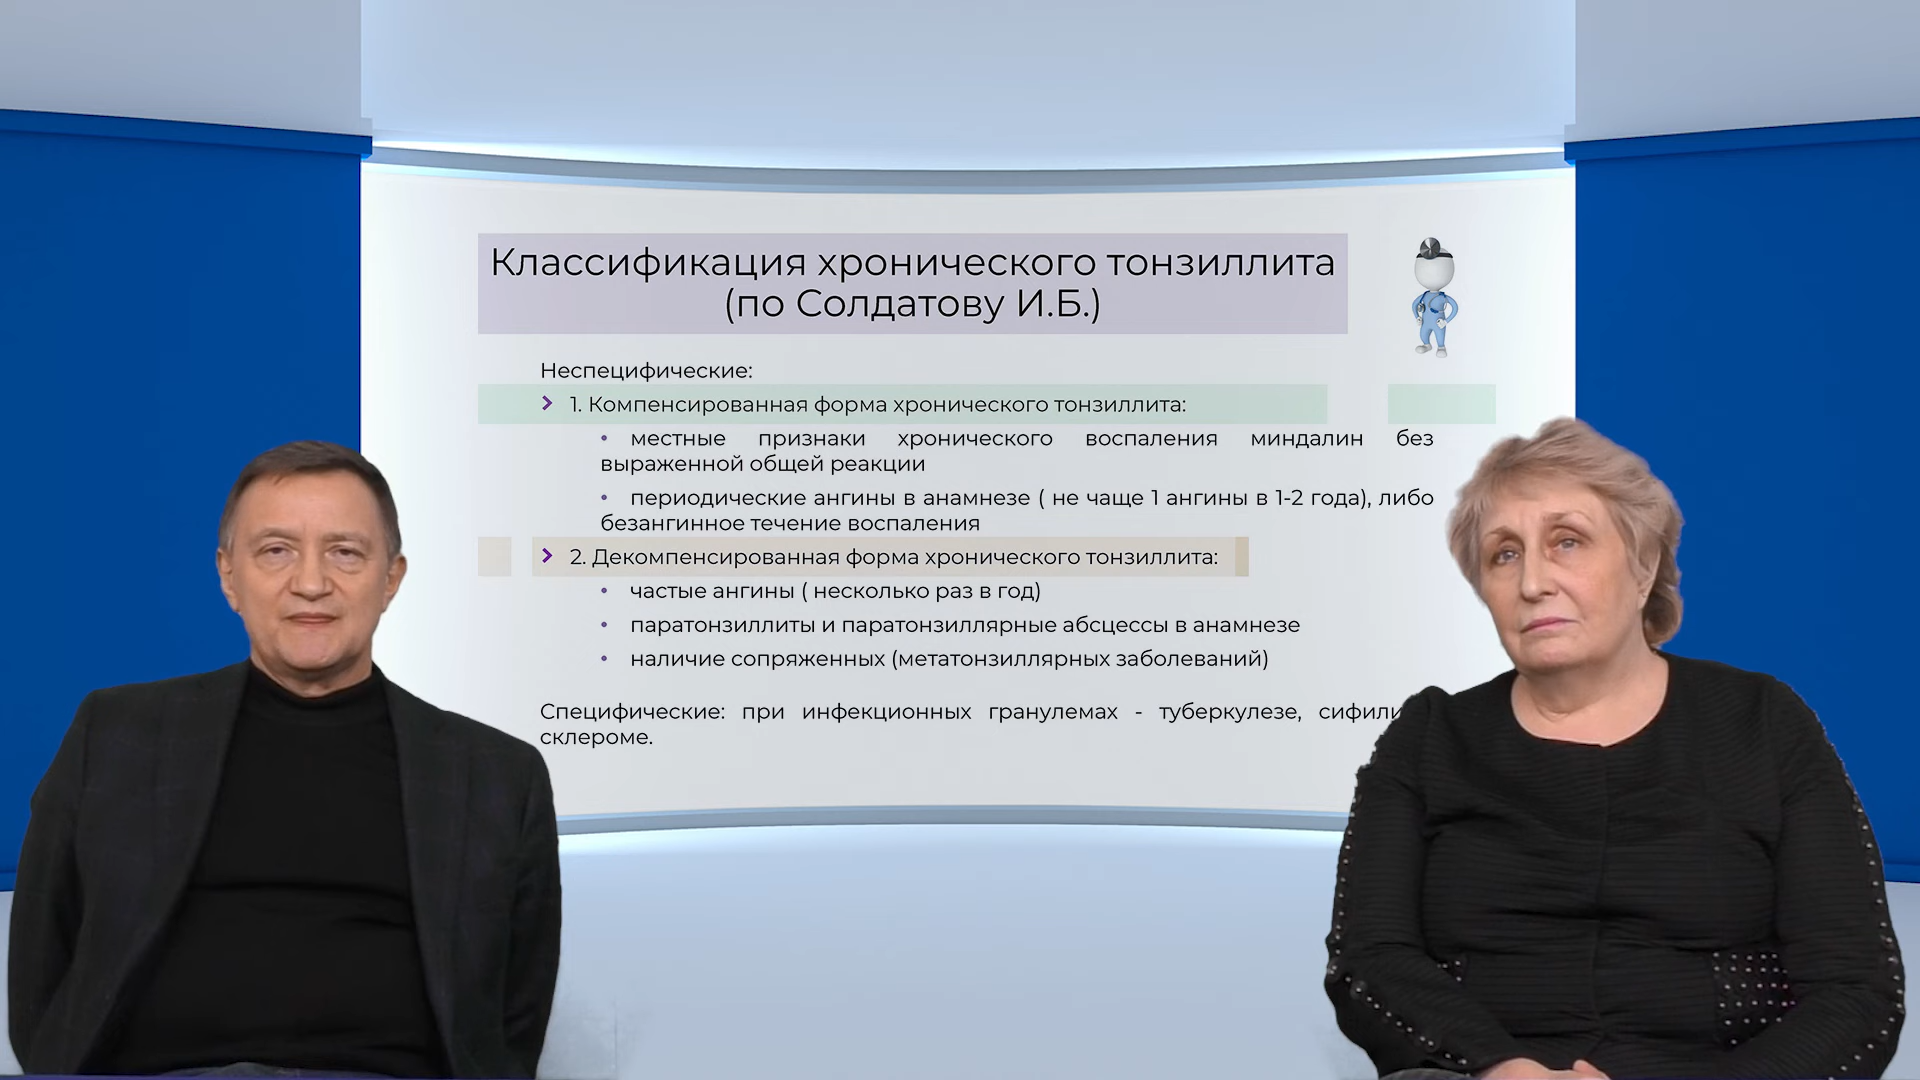 Классификация хронического тонзиллита
(по Солдатову И.Б.)
Неспецифические:
1. Компенсированная форма хронического тонзиллита:
• местные признаки хронического воспаления миндалин без
выраженной общей реакции
• периодические ангины в анамнезе ( не чаще 1 ангины в 1-2 года), либо
безангинное течение воспаления
2. Декомпенсированная форма хронического тонзиллита:
• частые ангины ( несколько раз в год)
• паратонзиллиты и паратонзиллярные абсцессы в анамнезе
• наличие сопряженных (метатонзиллярных заболеваний)
Специфические: при инфекционных гранулемах - туберкулезе,
склероме.